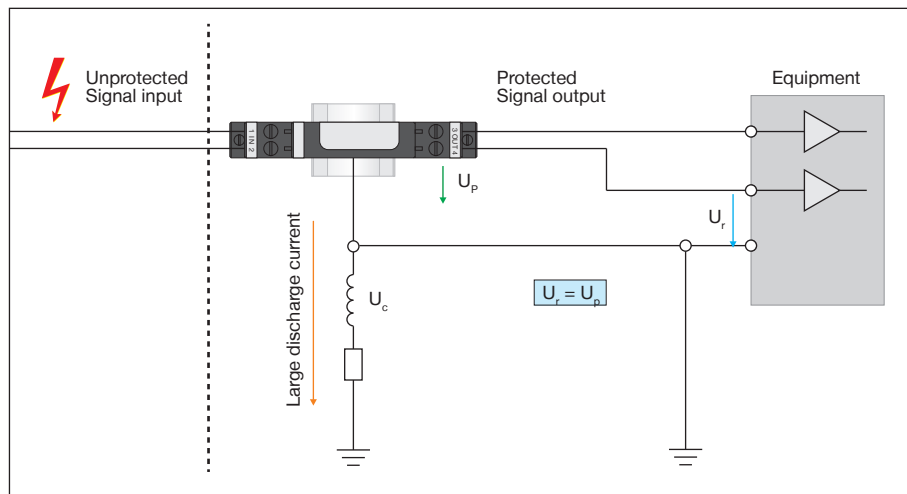 Unprotected
Signal input
Protected
Signal output
Equipment
1 IN 2
3 OUT 4
U_P
U_r
Large discharge current
U_c
U_r = U_p